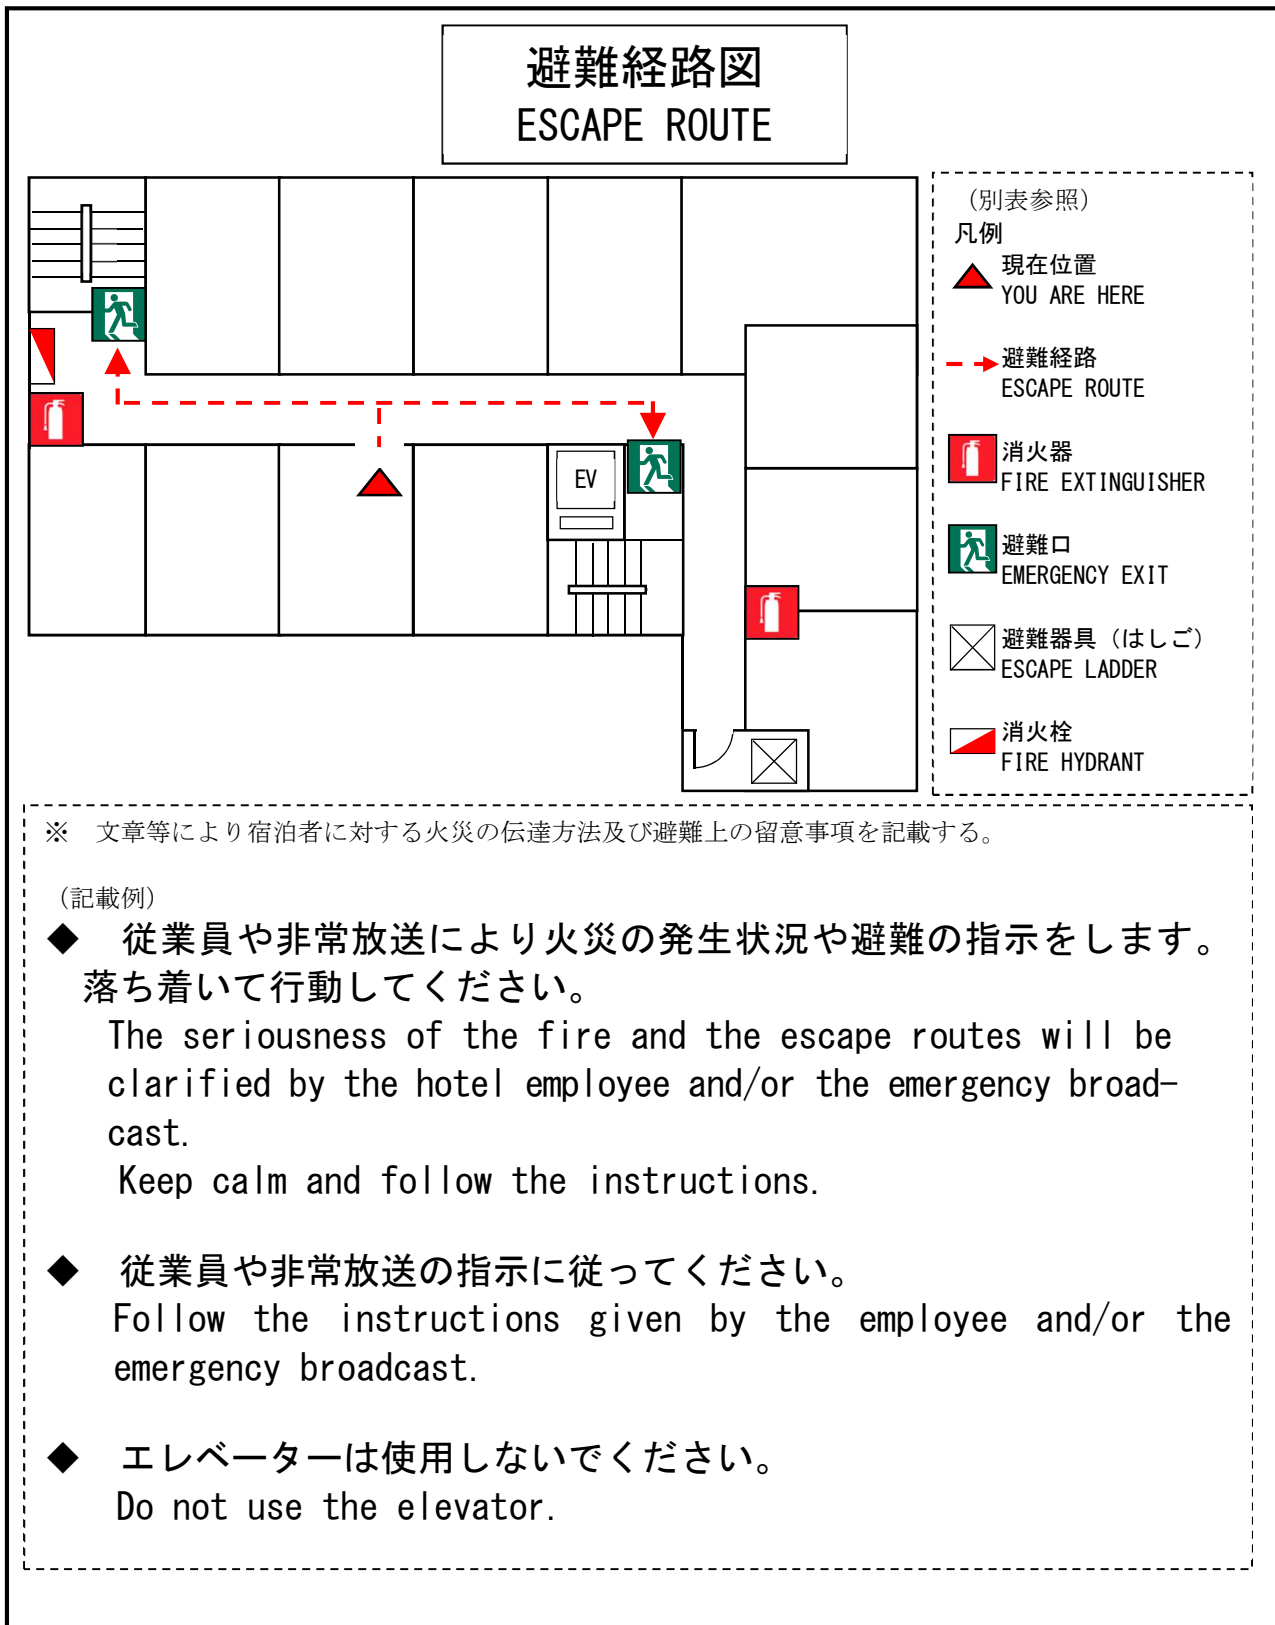 避難経路図
ESCAPE ROUTE
EV
（別表参照）
凡例
現在位置
YOU ARE HERE
避難経路
ESCAPE ROUTE
消火器
FIRE EXTINGUISHER
避難口
EMERGENCY EXIT
避難器具（はしご）
ESCAPE LADDER
消火栓
FIRE HYDRANT
※　文章等により宿泊者に対する火災の伝達方法及び避難上の留意事項を記載する。
（記載例）
◆　従業員や非常放送により火災の発生状況や避難の指示をします。
落ち着いて行動してください。
The seriousness of the fire and the escape routes will be
clarified by the hotel employee and/or the emergency broad-
cast.
Keep calm and follow the instructions.
◆　従業員や非常放送の指示に従ってください。
Follow the instructions given by the employee and/or the
emergency broadcast.
◆　エレベーターは使用しないでください。
Do not use the elevator.